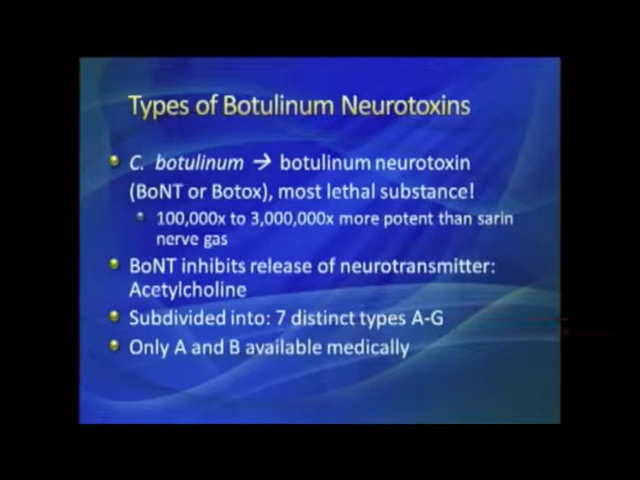 Types of Botulinum Neurotoxins
C. botulinum → botulinum neurotoxin
(BoNT or Botox), most lethal substance!
100,000x to 3,000,000x more potent than sarin
nerve gas
BoNT inhibits release of neurotransmitter:
Acetylcholine
Subdivided into: 7 distinct types A-G
Only A and B available medically